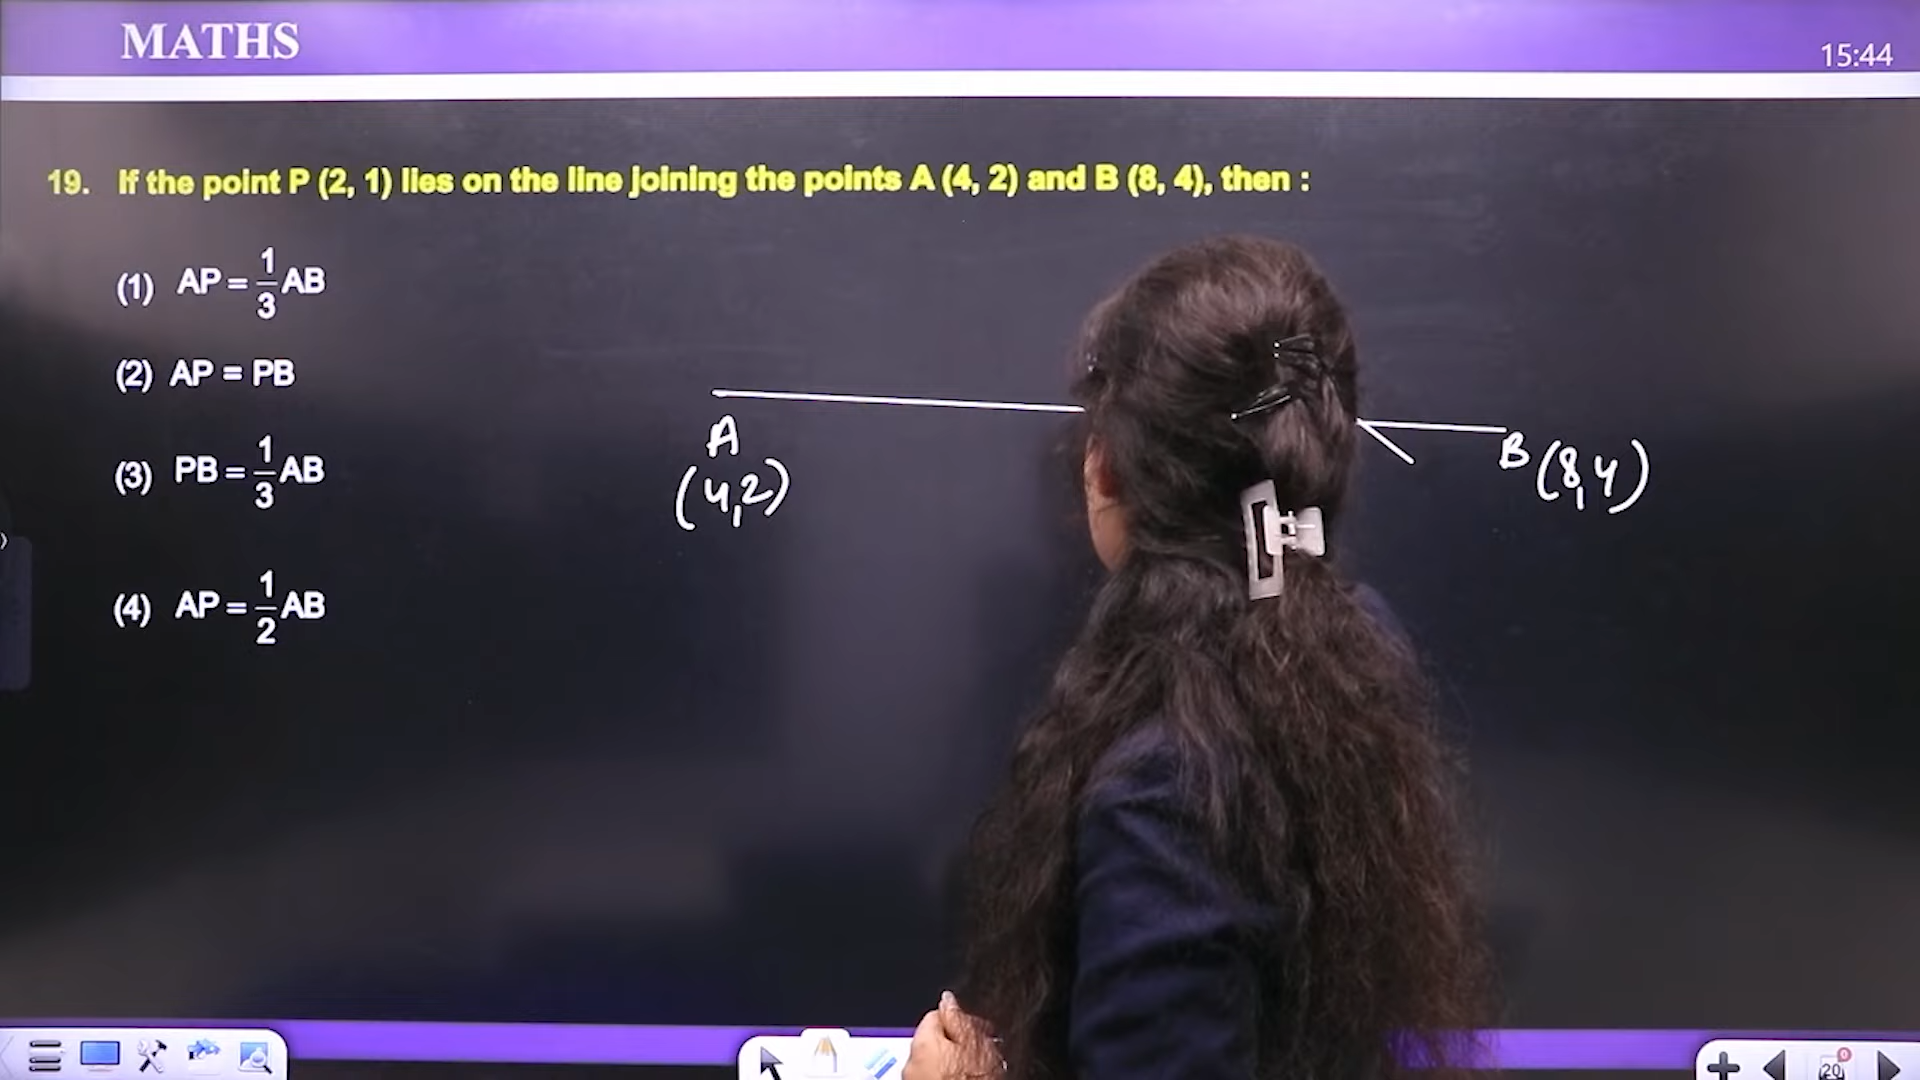 MATHS
15:44
19. If the point P (2, 1) lies on the line joining the points A (4, 2) and B (8, 4), then :
(1) AP = 1/3 AB
(2) AP = PB
(3) PB = 1/3 AB
(4) AP = 1/2 AB
A
(4,2)
B (8,4)
20
0